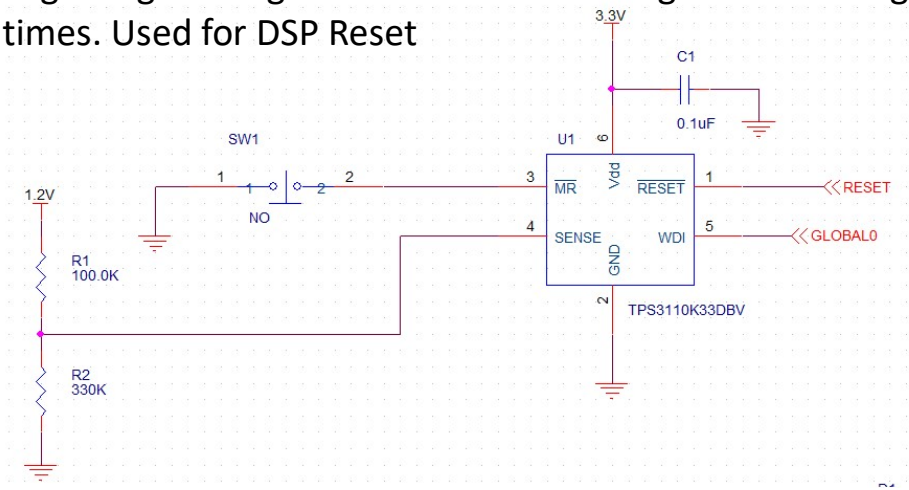 times. Used for DSP Reset
3.3V
C1
0.1uF
SW1
U1
6
1
1
2
2
3
MR
Vdd
RESET
1
RESET
1.2V
NO
4
SENSE
WDI
5
GLOBAL0
GND
R1
100.0K
2
TPS3110K33DBV
R2
330K